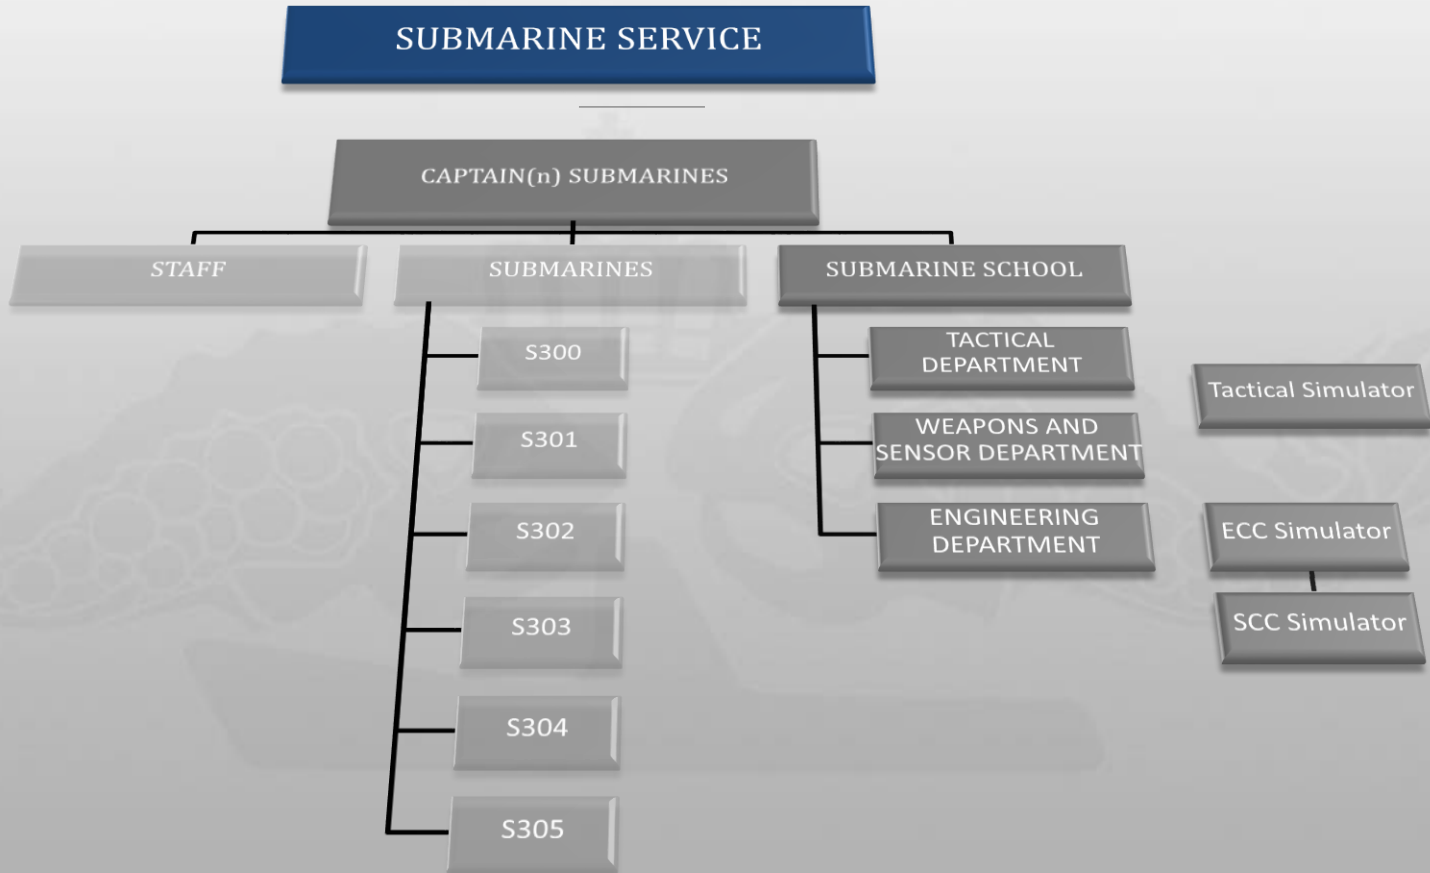 SUBMARINE SERVICE
CAPTAIN(n) SUBMARINES
STAFF
SUBMARINES
SUBMARINE SCHOOL
S300
S301
S302
S303
S304
S305
TACTICAL
DEPARTMENT
WEAPONS AND
SENSOR DEPARTMENT
ENGINEERING
DEPARTMENT
Tactical Simulator
ECC Simulator
SCC Simulator